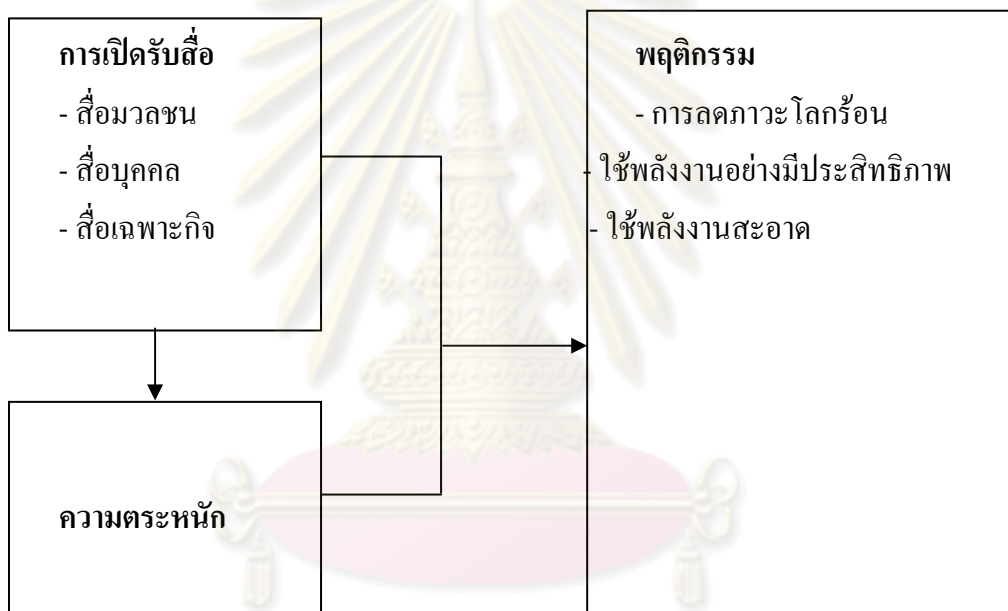 การเปิดรับสื่อ
- สื่อมวลชน
- สื่อบุคคล
- สื่อเฉพาะกิจ
ความตระหนัก
พฤติกรรม
- การลดภาวะโลกร้อน
- ใช้พลังงานอย่างมีประสิทธิภาพ
- ใช้พลังงานสะอาด